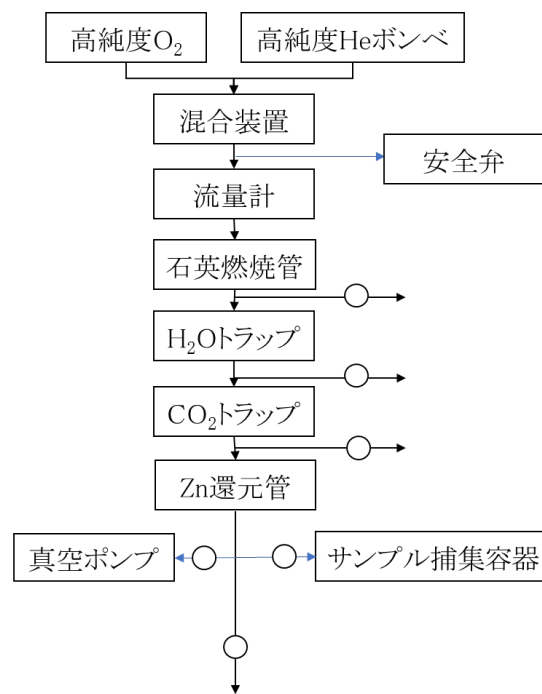 高純度O₂
高純度Heボンベ
混合装置
安全弁
流量計
石英燃焼管
H₂Oトラップ
CO₂トラップ
Zn還元管
真空ポンプ
サンプル捕集容器